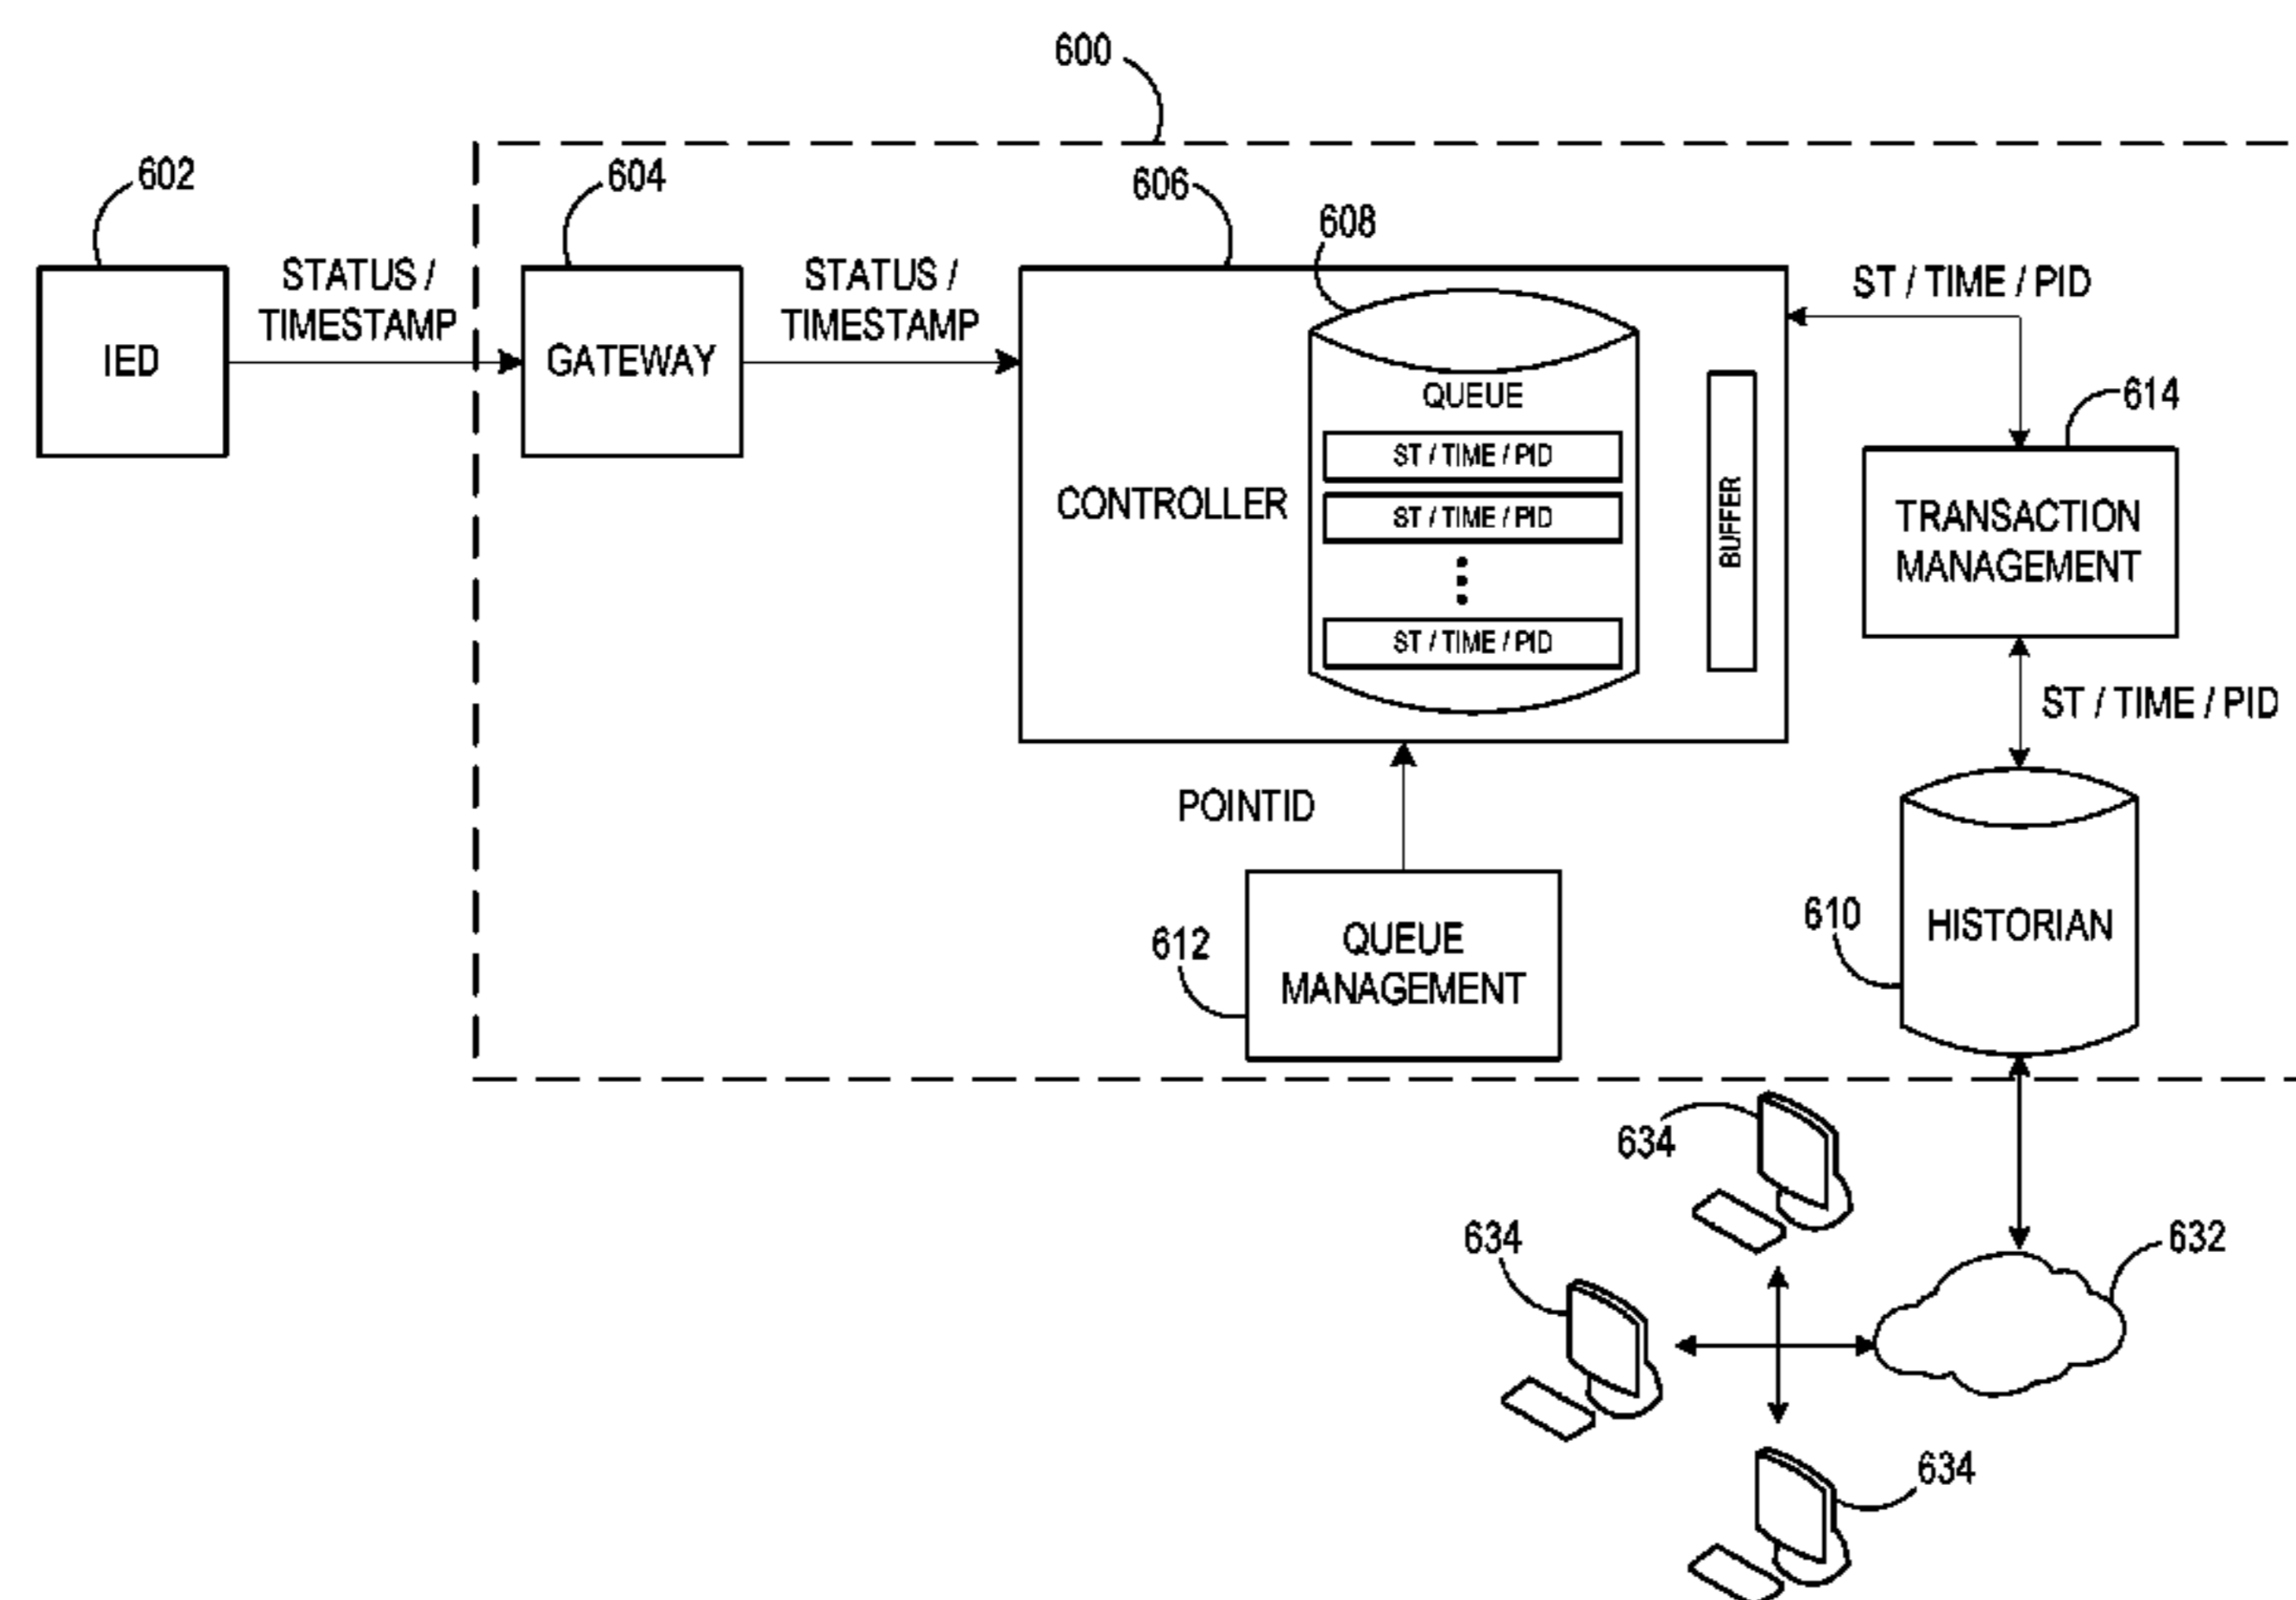 600
602
604
606
608
STATUS /
TIMESTAMP
STATUS /
TIMESTAMP
ST / TIME / PID
IED
GATEWAY
CONTROLLER
QUEUE
ST / TIME / PID
ST / TIME / PID
ST / TIME / PID
BUFFER
614
TRANSACTION
MANAGEMENT
ST / TIME / PID
POINTID
612
QUEUE
MANAGEMENT
610
HISTORIAN
634
634
632
634